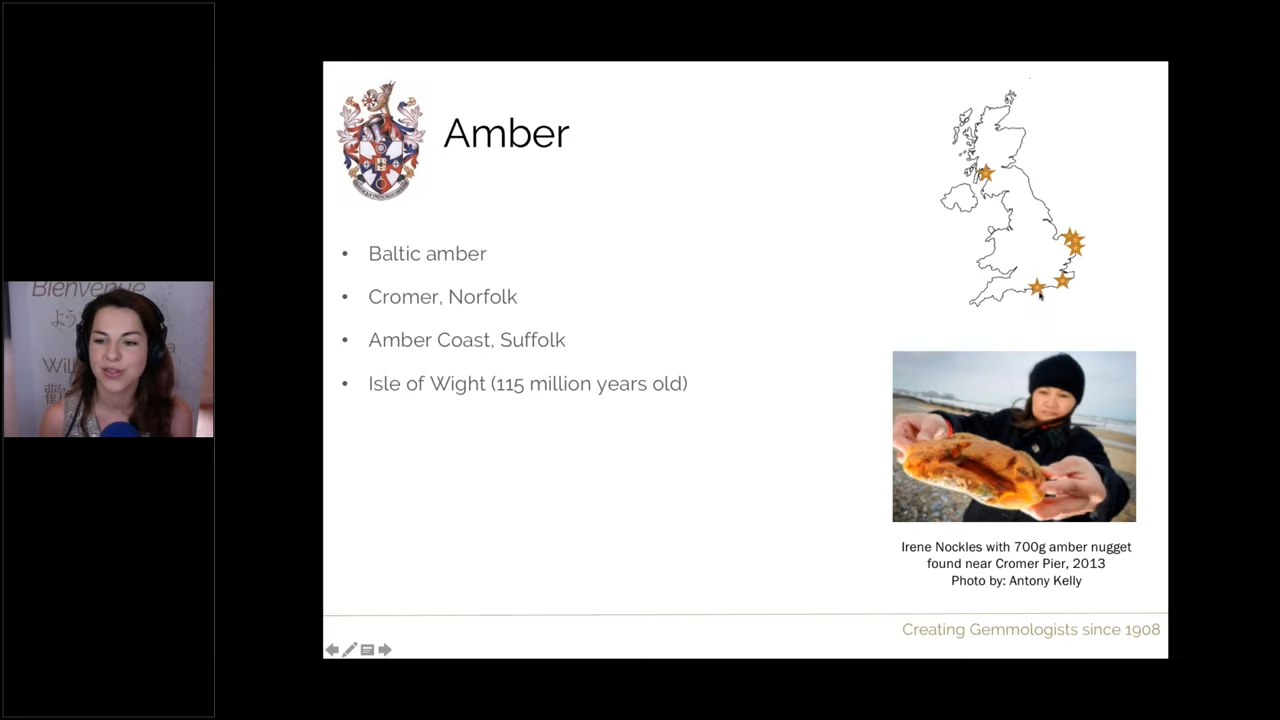 Bienvenue
よう
Will
歡
Amber
• Baltic amber
• Cromer, Norfolk
• Amber Coast, Suffolk
• Isle of Wight (115 million years old)
Irene Nockles with 700g amber nugget
found near Cromer Pier, 2013
Photo by: Antony Kelly
Creating Gemmologists since 1908